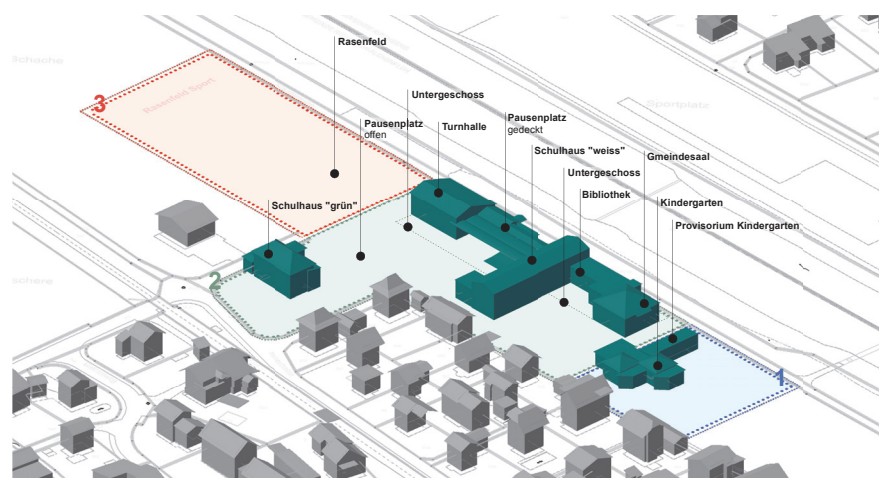 Rasenfeld
Schache
3
Rasenfeld Sport
Untergeschoss
Sportplatz
Pausenplatz
offen
Turnhalle
Pausenplatz
gedeckt
Schulhaus "weiss"
Gmeindesaal
Untergeschoss
Bibliothek
Kindergarten
Schulhaus "grün"
Provisorium Kindergarten
2
1